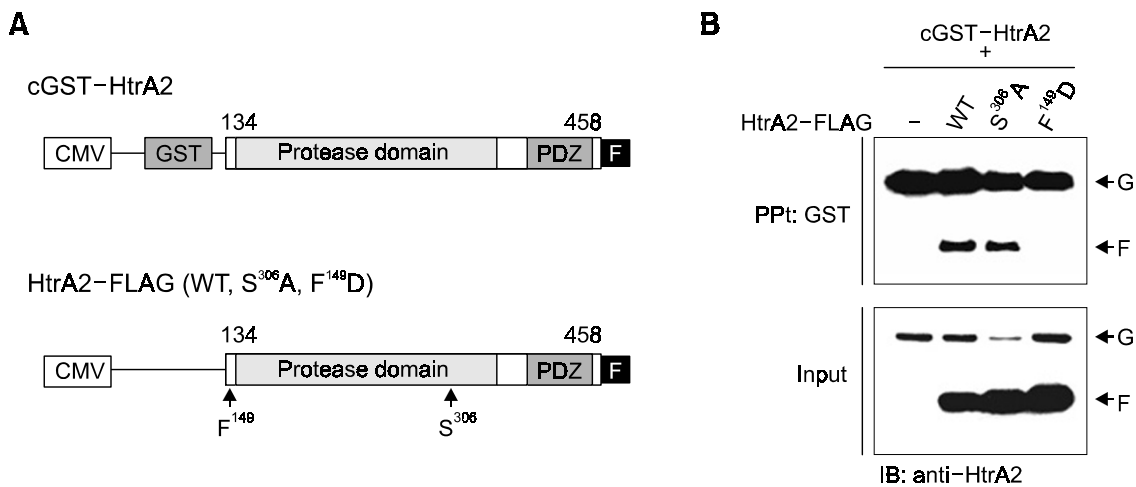 A
cGST-HtrA2
134 458
CMV GST Protease domain PDZ F
HtrA2-FLAG (WT, S³⁰⁶A, F¹⁴⁹D)
134 458
CMV Protease domain PDZ F
F¹⁴⁹ S³⁰⁶
B
cGST-HtrA2
+
HtrA2-FLAG - WT S³⁰⁶A F¹⁴⁹D
PPt: GST
G
F
Input
G
F
IB: anti-HtrA2